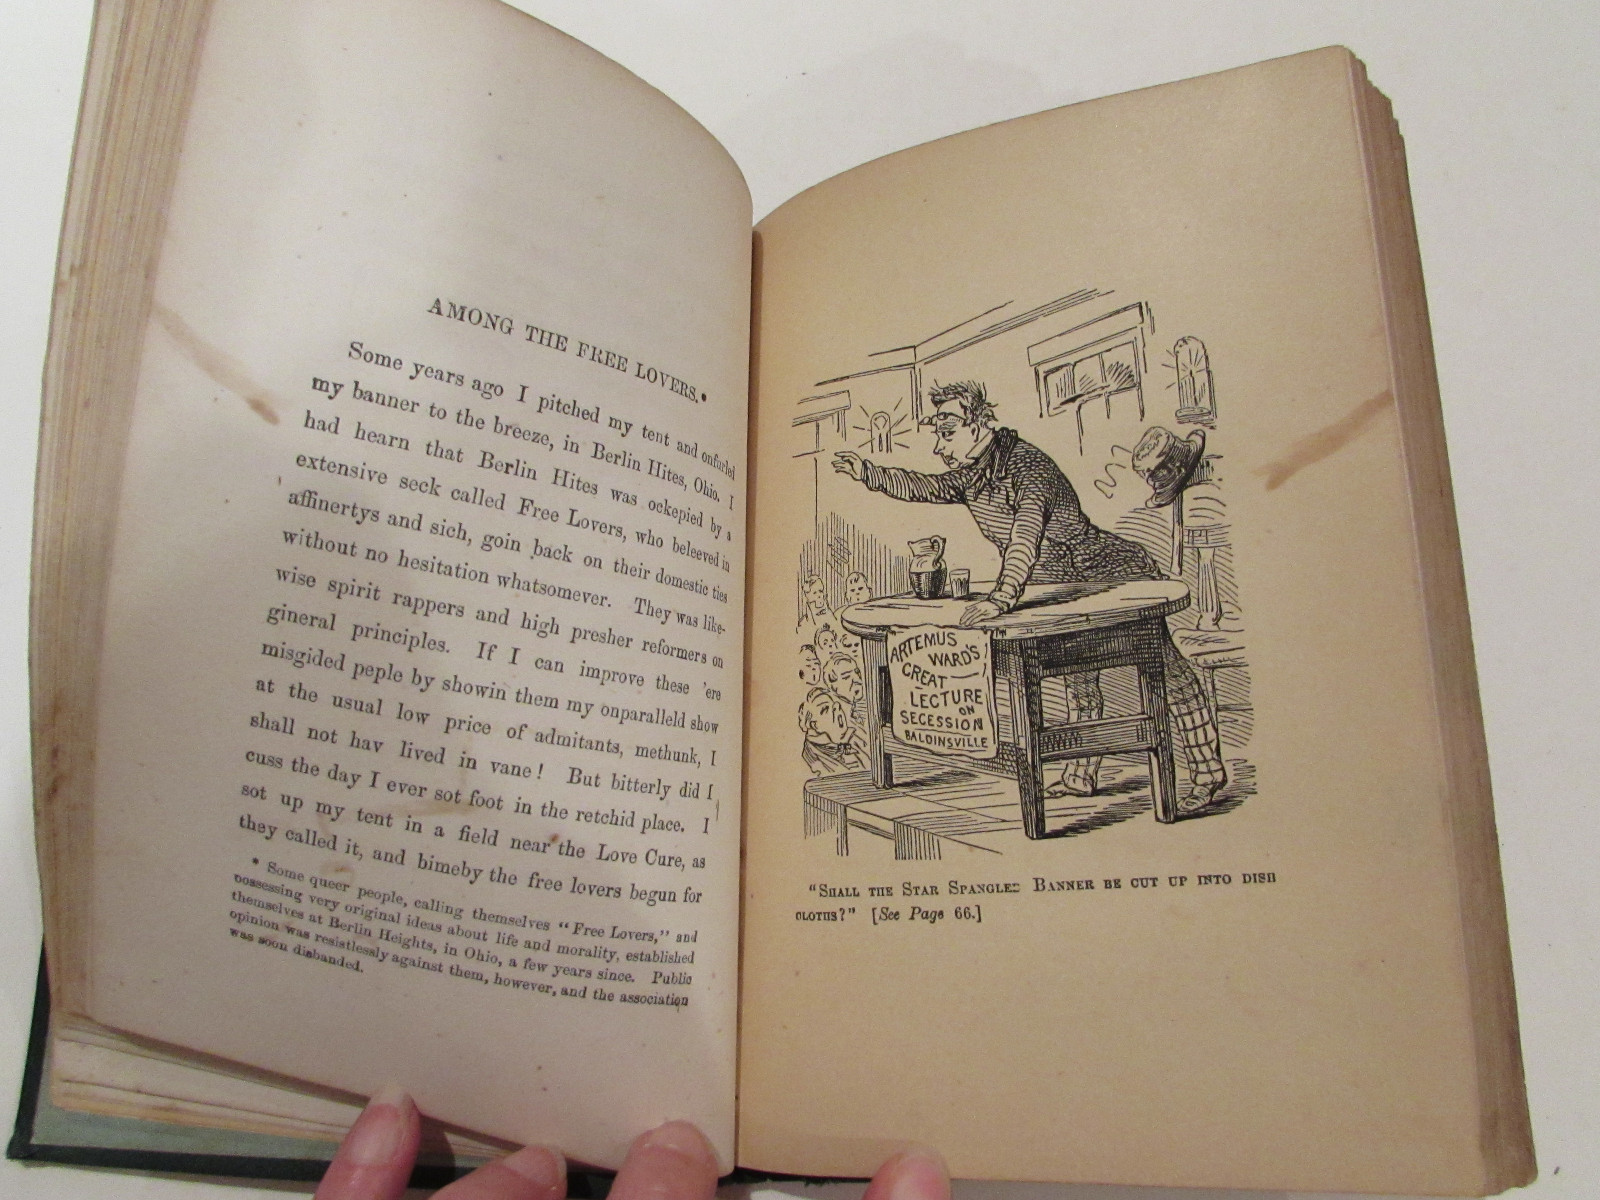 AMONG THE FREE LOVERS.*
Some years ago I pitched my tent and onfurled
my banner to the breeze, in Berlin Hites, Ohio. I
had hearn that Berlin Hites was ockepied by a
extensive seck called Free Lovers, who beleeved in
affinertys and sich, goin back on their domestic ties
without no hesitation whatsomever. They was like-
wise spirit rappers and high presher reformers on
gineral principles. If I can improve these 'ere
misgided peple by showin them my onparalleld show
at the usual low price of admitants, methunk, I
shall not hav lived in vane! But bitterly did I
cuss the day I ever sot foot in the retchid place. I
sot up my tent in a field near the Love Cure, as
they called it, and bimeby the free lovers begun for
* Some queer people, calling themselves "Free Lovers," and
possessing very original ideas about life and morality, established
themselves at Berlin Heights, in Ohio, a few years since. Public
opinion was resistlessly against them, however, and the association
was soon disbanded.
ARTEMUS
WARD'S
GREAT
LECTURE
ON
SECESSION
BALDINSVILLE
"SHALL THE STAR SPANGLED BANNER BE CUT UP INTO DISH
CLOTHS?" [See Page 66.]